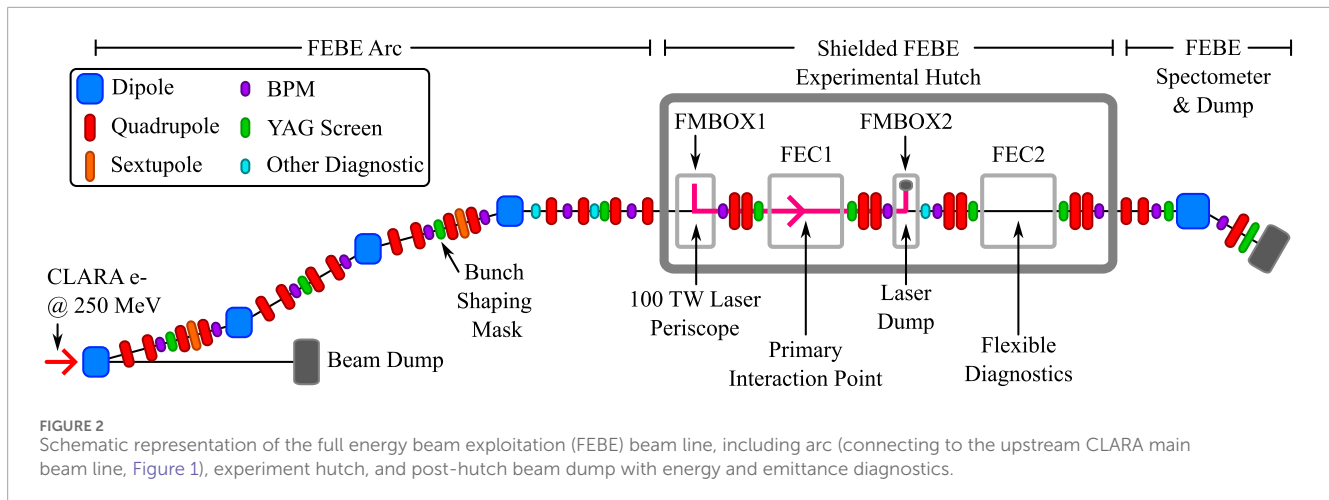 FEBE Arc
Shielded FEBE
Experimental Hutch
FEBE
Spectometer
& Dump
Dipole
Quadrupole
Sextupole
BPM
YAG Screen
Other Diagnostic
FMBOX1
FEC1
FMBOX2
FEC2
CLARA e-
@ 250 MeV
Beam Dump
Bunch
Shaping
Mask
100 TW Laser
Periscope
Primary
Interaction Point
Laser
Dump
Flexible
Diagnostics
FIGURE 2
Schematic representation of the full energy beam exploitation (FEBE) beam line, including arc (connecting to the upstream CLARA main
beam line, Figure 1), experiment hutch, and post-hutch beam dump with energy and emittance diagnostics.